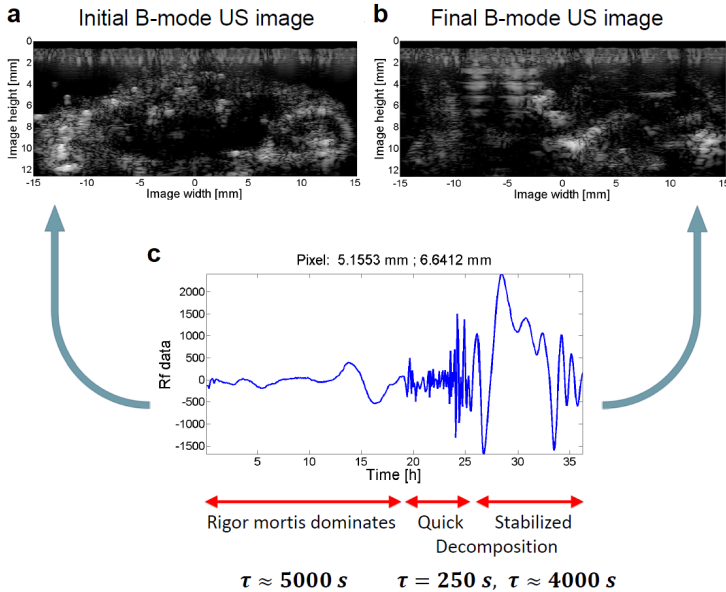 a Initial B-mode US image
b Final B-mode US image
Image height [mm]
0
2
4
6
8
10
12
-15 -10 -5 0 5 10 15
Image width [mm]
Image height [mm]
0
2
4
6
8
10
12
-15 -10 -5 0 5 10 15
Image width [mm]
c
Pixel: 5.1553 mm ; 6.6412 mm
Rf data
2000
1500
1000
500
0
-500
-1000
-1500
5 10 15 20 25 30 35
Time [h]
Rigor mortis dominates Quick Stabilized
Decomposition
τ ≈ 5000 s τ = 250 s, τ ≈ 4000 s